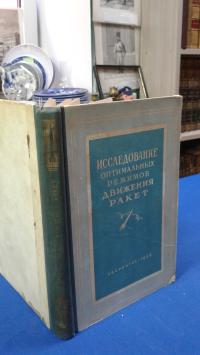 ИССЛЕДОВАНИЕ
ОПТИМАЛЬНЫХ
РЕЖИМОВ
ДВИЖЕНИЯ
РАКЕТ